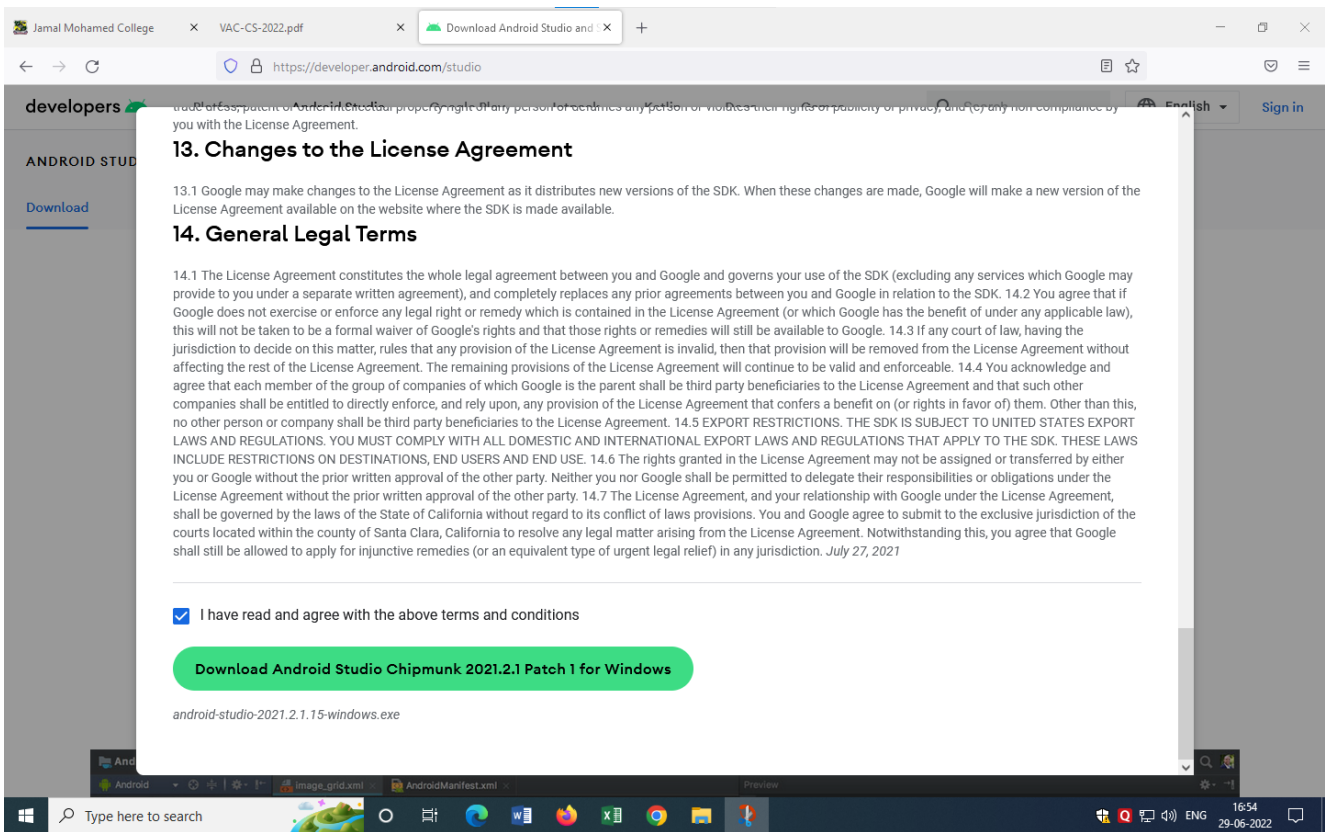 Jamal Mohamed College
VAC-CS-2022.pdf
Download Android Studio and S
https://developer.android.com/studio
developers
English
Sign in
ANDROID STUD
Download
you with the License Agreement.
13. Changes to the License Agreement
13.1 Google may make changes to the License Agreement as it distributes new versions of the SDK. When these changes are made, Google will make a new version of the
License Agreement available on the website where the SDK is made available.
14. General Legal Terms
14.1 The License Agreement constitutes the whole legal agreement between you and Google and governs your use of the SDK (excluding any services which Google may
provide to you under a separate written agreement), and completely replaces any prior agreements between you and Google in relation to the SDK. 14.2 You agree that if
Google does not exercise or enforce any legal right or remedy which is contained in the License Agreement (or which Google has the benefit of under any applicable law),
this will not be taken to be a formal waiver of Google's rights and that those rights or remedies will still be available to Google. 14.3 If any court of law, having the
jurisdiction to decide on this matter, rules that any provision of the License Agreement is invalid, then that provision will be removed from the License Agreement without
affecting the rest of the License Agreement. The remaining provisions of the License Agreement will continue to be valid and enforceable. 14.4 You acknowledge and
agree that each member of the group of companies of which Google is the parent shall be third party beneficiaries to the License Agreement and that such other
companies shall be entitled to directly enforce, and rely upon, any provision of the License Agreement that confers a benefit on (or rights in favor of) them. Other than this,
no other person or company shall be third party beneficiaries to the License Agreement. 14.5 EXPORT RESTRICTIONS. THE SDK IS SUBJECT TO UNITED STATES EXPORT
LAWS AND REGULATIONS. YOU MUST COMPLY WITH ALL DOMESTIC AND INTERNATIONAL EXPORT LAWS AND REGULATIONS THAT APPLY TO THE SDK. THESE LAWS
INCLUDE RESTRICTIONS ON DESTINATIONS, END USERS AND END USE. 14.6 The rights granted in the License Agreement may not be assigned or transferred by either
you or Google without the prior written approval of the other party. Neither you nor Google shall be permitted to delegate their responsibilities or obligations under the
License Agreement without the prior written approval of the other party. 14.7 The License Agreement, and your relationship with Google under the License Agreement,
shall be governed by the laws of the State of California without regard to its conflict of laws provisions. You and Google agree to submit to the exclusive jurisdiction of the
courts located within the county of Santa Clara, California to resolve any legal matter arising from the License Agreement. Notwithstanding this, you agree that Google
shall still be allowed to apply for injunctive remedies (or an equivalent type of urgent legal relief) in any jurisdiction. July 27, 2021
I have read and agree with the above terms and conditions
Download Android Studio Chipmunk 2021.2.1 Patch 1 for Windows
android-studio-2021.2.1.15-windows.exe
And
Android
image_grid.xml
AndroidManifest.xml
Preview
Type here to search
ENG
16:54
29-06-2022